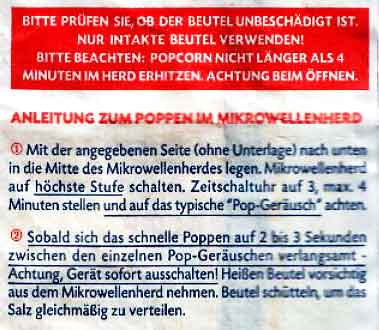 BITTE PRÜFEN SIE, OB DER BEUTEL UNBESCHÄDIGT IST.
NUR INTAKTE BEUTEL VERWENDEN!
BITTE BEACHTEN: POPCORN NICHT LÄNGER ALS 4
MINUTEN IM HERD ERHITZEN. ACHTUNG BEIM ÖFFNEN.
ANLEITUNG ZUM POPPEN IM MIKROWELLENHERD
① Mit der angegebenen Seite (ohne Unterlage) nach unten
in die Mitte des Mikrowellenherdes legen. Mikrowellenherd
auf höchste Stufe schalten. Zeitschaltuhr auf 3, max. 4
Minuten stellen und auf das typische "Pop-Geräusch" achten.
② Sobald sich das schnelle Poppen auf 2 bis 3 Sekunden
zwischen den einzelnen Pop-Geräuschen verlangsamt -
Achtung, Gerät sofort ausschalten! Heißen Beutel vorsichtig
aus dem Mikrowellenherd nehmen. Beutel schütteln, um das
Salz gleichmäßig zu verteilen.